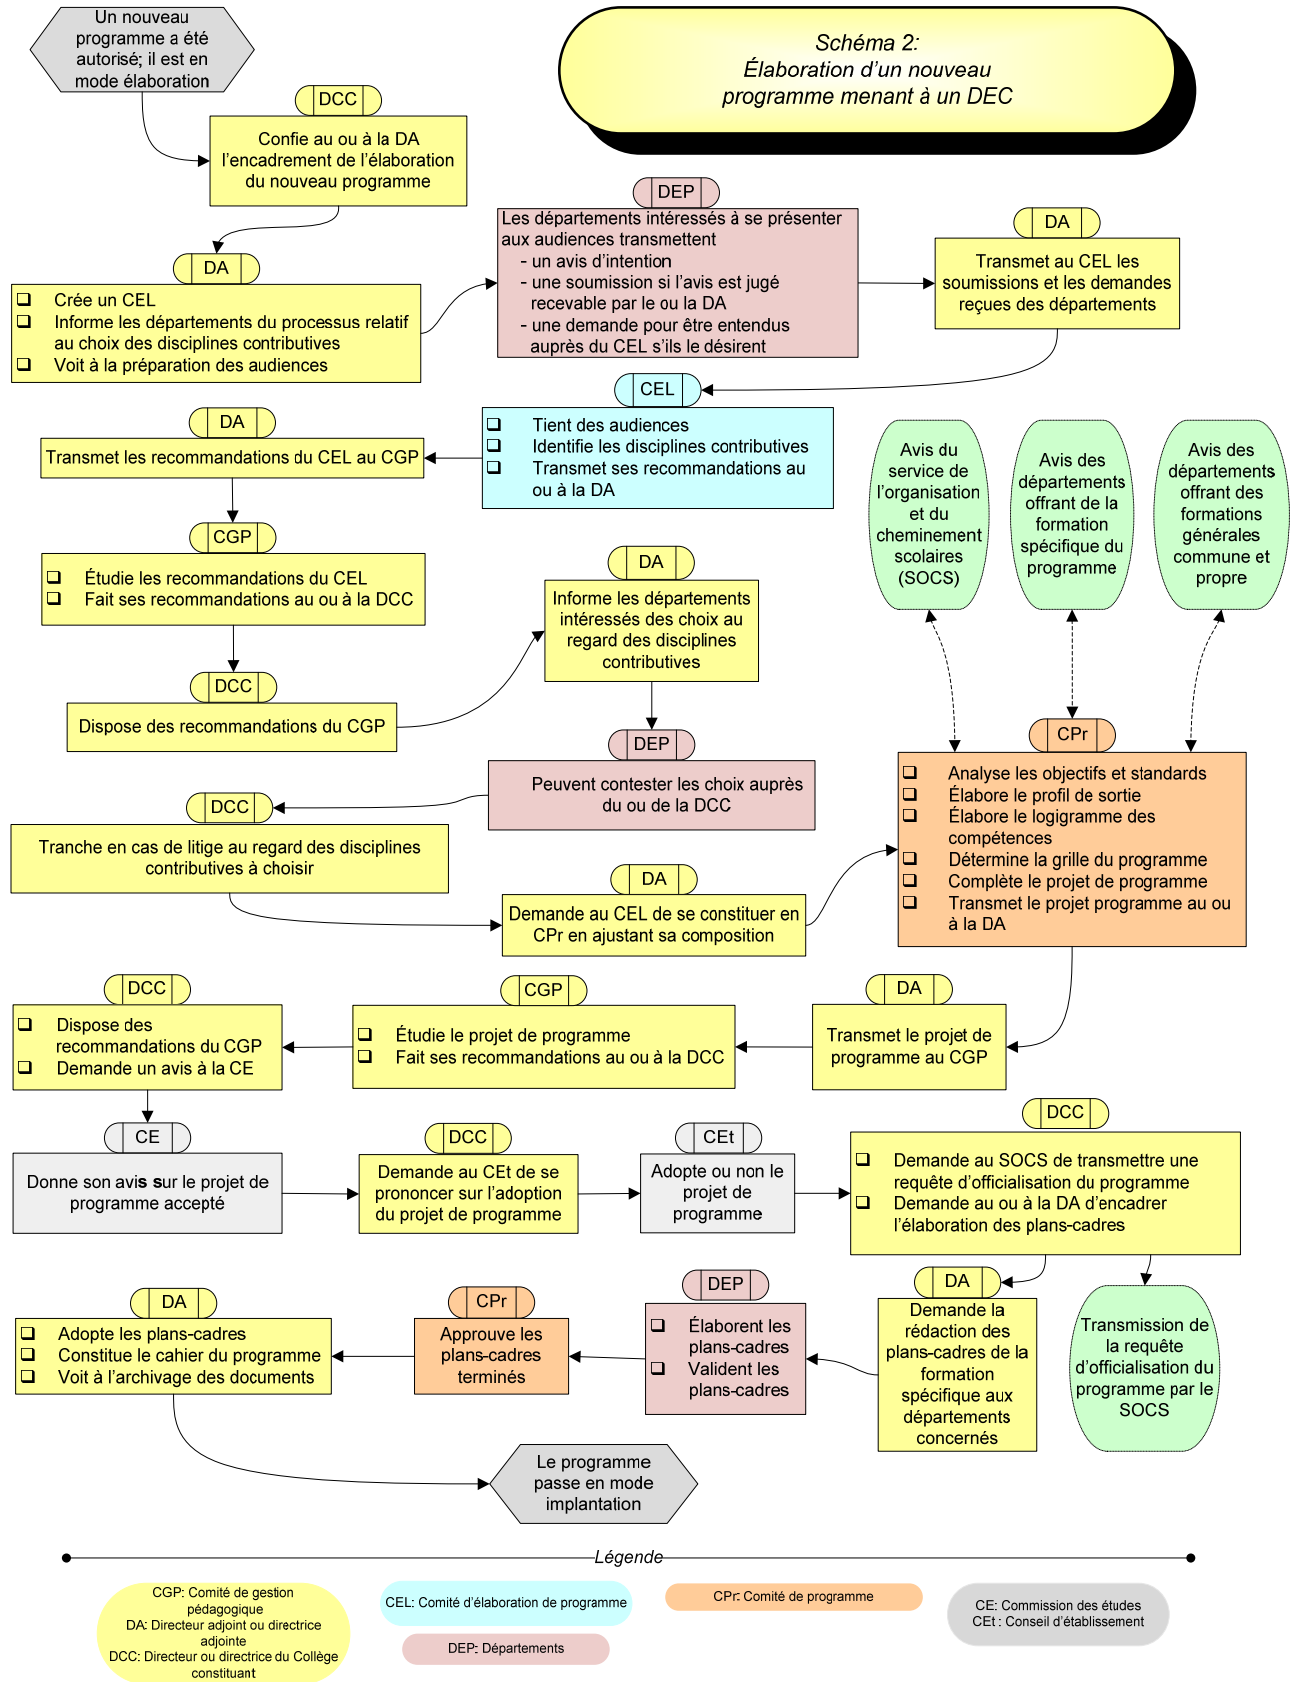 Un nouveau
programme a été
autorisé; il est en
mode élaboration
Schéma 2:
Élaboration d'un nouveau
programme menant à un DEC
DCC
Confie au ou à la DA
l'encadrement de l'élaboration
du nouveau programme
DA
❑ Crée un CEL
❑ Informe les départements du processus relatif
au choix des disciplines contributives
❑ Voit à la préparation des audiences
DEP
Les départements intéressés à se présenter
aux audiences transmettent
- un avis d'intention
- une soumission si l'avis est jugé
recevable par le ou la DA
- une demande pour être entendus
auprès du CEL s'ils le désirent
DA
Transmet au CEL les
soumissions et les demandes
reçues des départements
CEL
❑ Tient des audiences
❑ Identifie les disciplines contributives
❑ Transmet ses recommandations au
ou à la DA
DA
Transmet les recommandations du CEL au CGP
CGP
❑ Étudie les recommandations du CEL
❑ Fait ses recommandations au ou à la DCC
DCC
Dispose des recommandations du CGP
DA
Informe les départements
intéressés des choix au
regard des disciplines
contributives
DEP
Peuvent contester les choix auprès
du ou de la DCC
DCC
Tranche en cas de litige au regard des disciplines
contributives à choisir
DA
Demande au CEL de se constituer en
CPr en ajustant sa composition
Avis du
service de
l'organisation
et du
cheminement
scolaires
(SOCS)
Avis des
départements
offrant de la
formation
spécifique du
programme
Avis des
départements
offrant des
formations
générales
commune et
propre
CPr
❑ Analyse les objectifs et standards
❑ Élabore le profil de sortie
❑ Élabore le logigramme des
compétences
❑ Détermine la grille du programme
❑ Complète le projet de programme
❑ Transmet le projet programme au ou
à la DA
DA
Transmet le projet de
programme au CGP
CGP
❑ Étudie le projet de programme
❑ Fait ses recommandations au ou à la DCC
DCC
❑ Dispose des
recommandations du CGP
❑ Demande un avis à la CE
CE
Donne son avis sur le projet de
programme accepté
DCC
Demande au CEt de se
prononcer sur l'adoption
du projet de programme
CEt
Adopte ou non le
projet de
programme
DCC
❑ Demande au SOCS de transmettre une
requête d'officialisation du programme
❑ Demande au ou à la DA d'encadrer
l'élaboration des plans-cadres
DA
Demande la
rédaction des
plans-cadres de la
formation
spécifique aux
départements
concernés
Transmission de
la requête
d'officialisation du
programme par le
SOCS
DEP
❑ Élaborent les
plans-cadres
❑ Valident les
plans-cadres
CPr
Approuve les
plans-cadres
terminés
DA
❑ Adopte les plans-cadres
❑ Constitue le cahier du programme
❑ Voit à l'archivage des documents
Le programme
passe en mode
implantation
Légende
CGP: Comité de gestion
pédagogique
DA: Directeur adjoint ou directrice
adjointe
DCC: Directeur ou directrice du Collège
constituant
CEL: Comité d'élaboration de programme
DEP: Départements
CPr: Comité de programme
CE: Commission des études
CEt : Conseil d'établissement